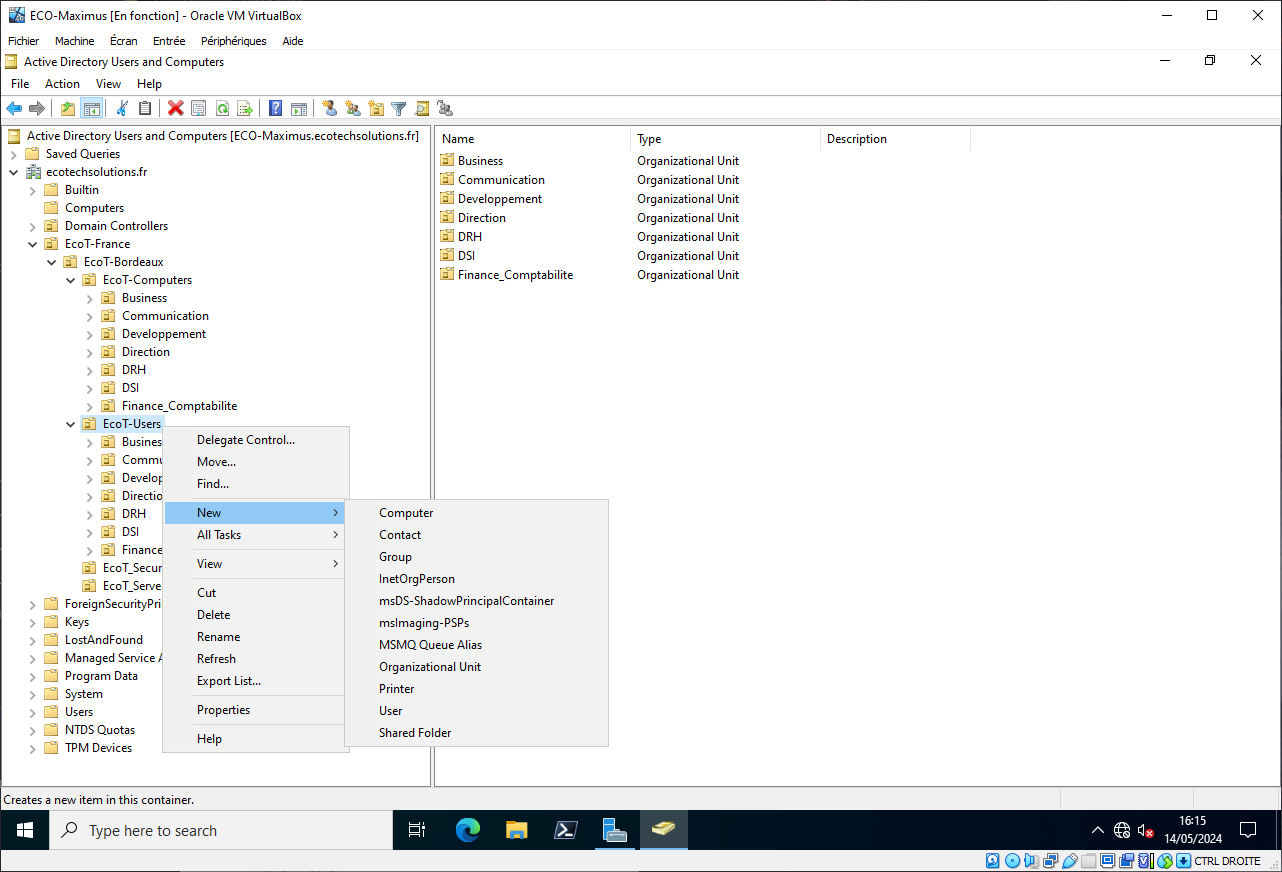 ECO-Maximus [En fonction] - Oracle VM VirtualBox
Fichier Machine Écran Entrée Périphériques Aide
Active Directory Users and Computers
File Action View Help
Active Directory Users and Computers [ECO-Maximus.ecotechsolutions.fr]
Saved Queries
ecotechsolutions.fr
Builtin
Computers
Domain Controllers
EcoT-France
EcoT-Bordeaux
EcoT-Computers
Business
Communication
Developpement
Direction
DRH
DSI
Finance_Comptabilite
EcoT-Users
Busines
Commu
Develop
Directio
DRH
DSI
Finance
EcoT_Secur
EcoT_Serve
ForeignSecurityPri
Keys
LostAndFound
Managed Service A
Program Data
System
Users
NTDS Quotas
TPM Devices
Name Type Description
Business Organizational Unit
Communication Organizational Unit
Developpement Organizational Unit
Direction Organizational Unit
DRH Organizational Unit
DSI Organizational Unit
Finance_Comptabilite Organizational Unit
Delegate Control...
Move...
Find...
New
All Tasks
View
Cut
Delete
Rename
Refresh
Export List...
Properties
Help
Computer
Contact
Group
InetOrgPerson
msDS-ShadowPrincipalContainer
msImaging-PSPs
MSMQ Queue Alias
Organizational Unit
Printer
User
Shared Folder
Creates a new item in this container.
Type here to search
16:15
14/05/2024
CTRL DROITE